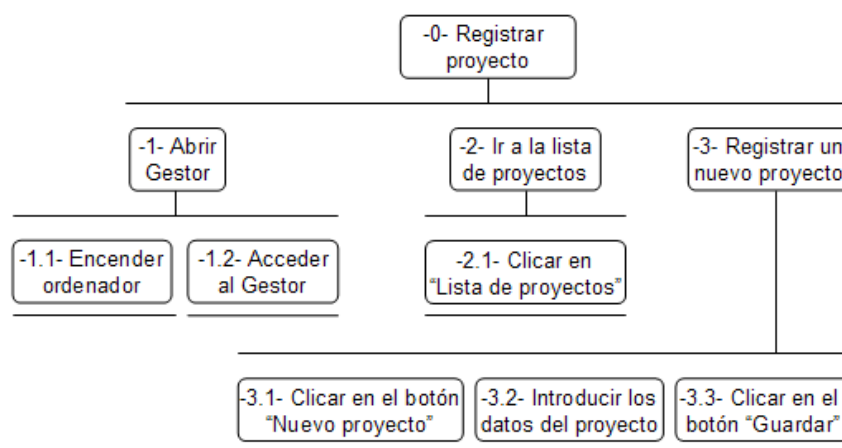 -0- Registrar
proyecto
-1- Abrir
Gestor
-2- Ir a la lista
de proyectos
-3- Registrar un
nuevo proyecto
-1.1- Encender
ordenador
-1.2- Acceder
al Gestor
-2.1- Clicar en
“Lista de proyectos”
-3.1- Clicar en el botón
“Nuevo proyecto”
-3.2- Introducir los
datos del proyecto
-3.3- Clicar en el
botón “Guardar”